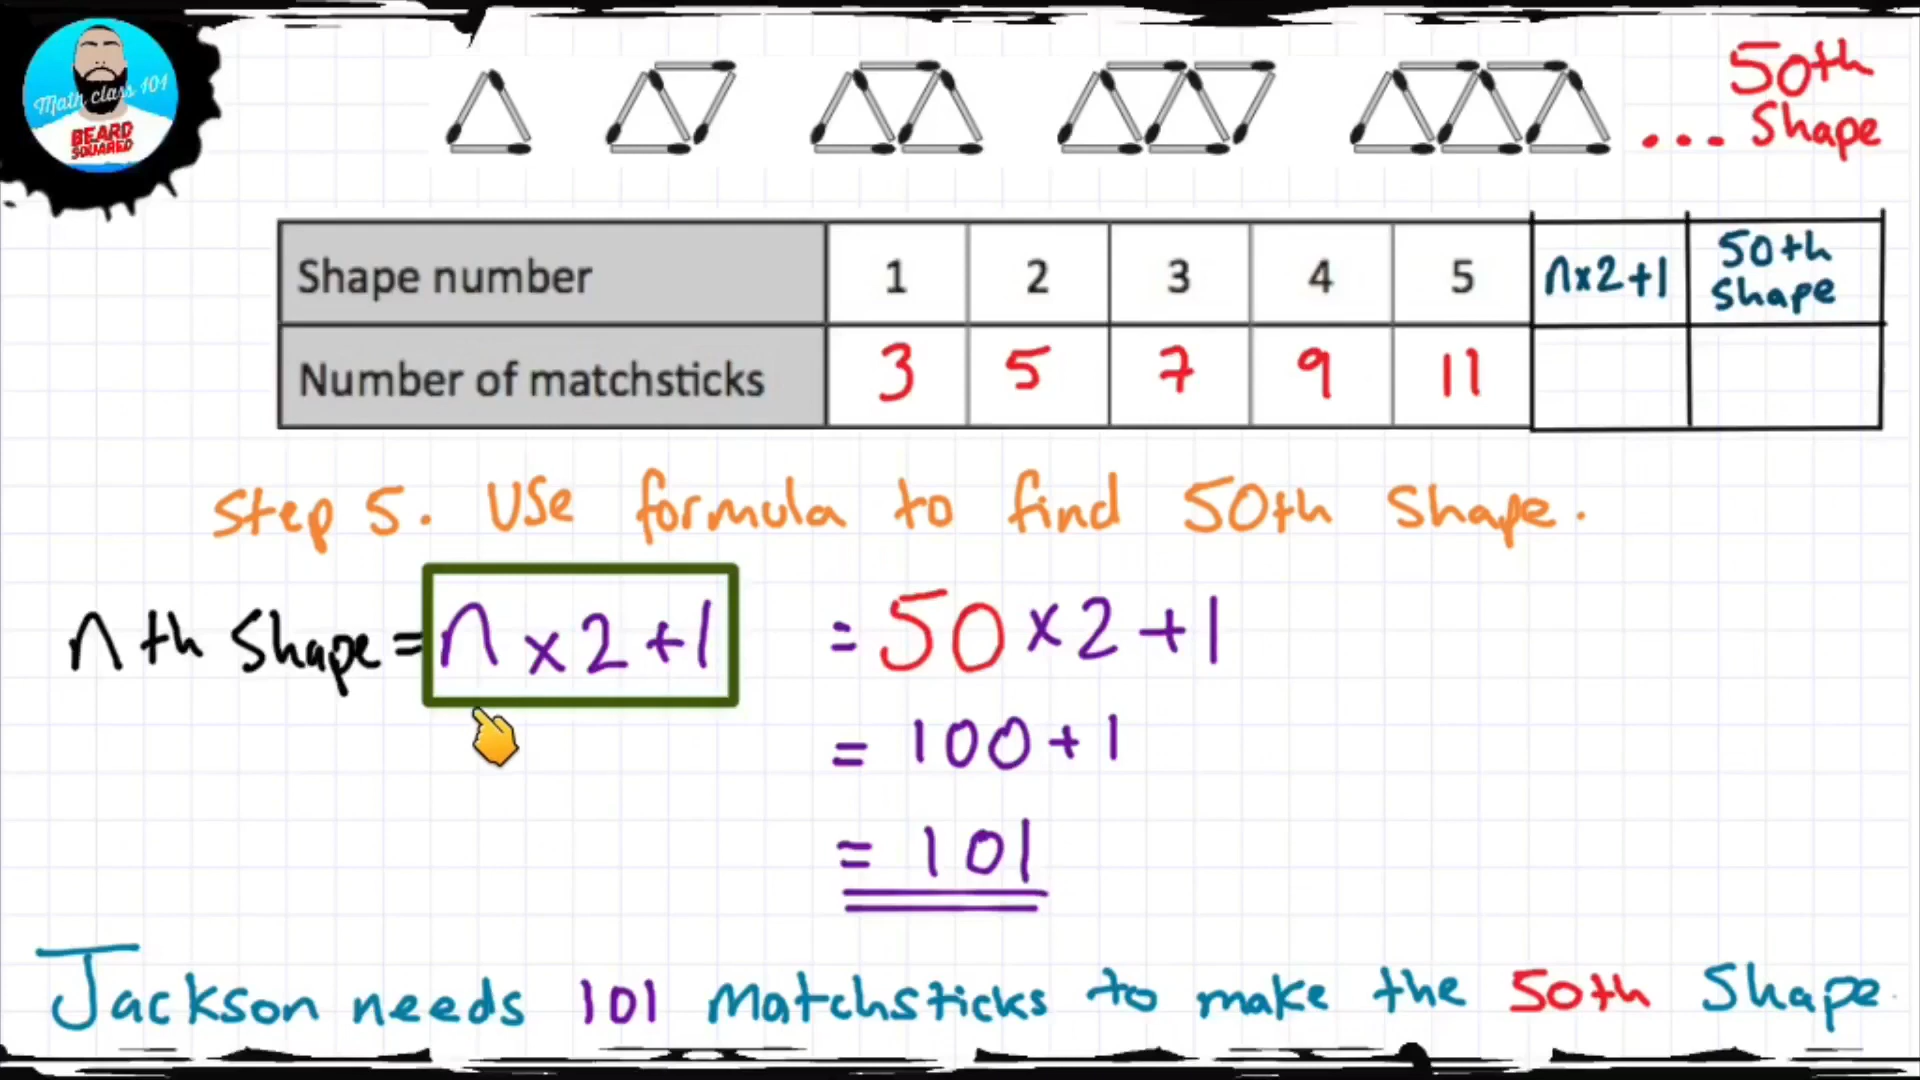 Math class 101
BEARD
SQUARED
50th
... Shape
Shape number 1 2 3 4 5 n×2+1 50th shape
Number of matchsticks 3 5 7 9 11
Step 5. Use formula to find 50th Shape.
nth Shape = n×2+1 = 50×2+1
= 100+1
= 101
Jackson needs 101 matchsticks to make the 50th Shape